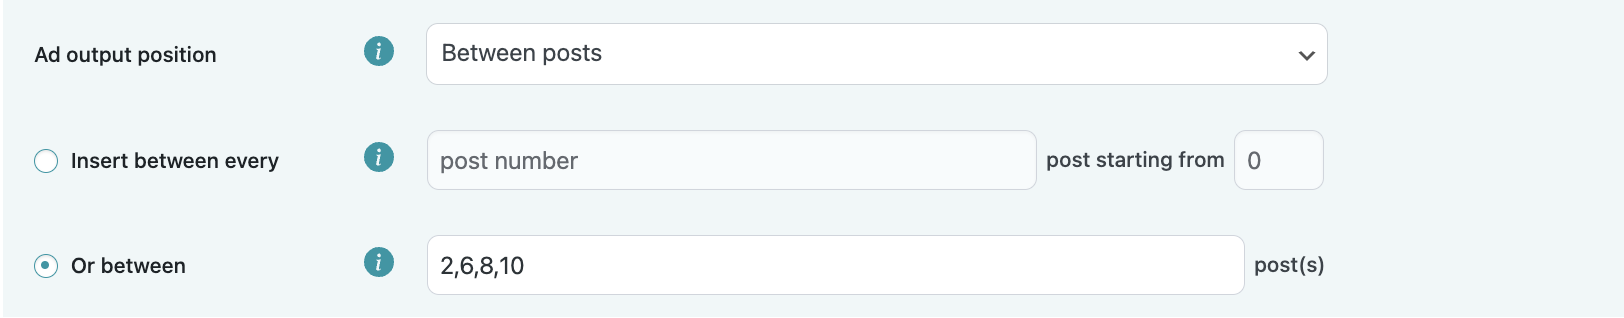 Ad output position i Between posts
Insert between every i post number post starting from 0
Or between i 2,6,8,10 post(s)